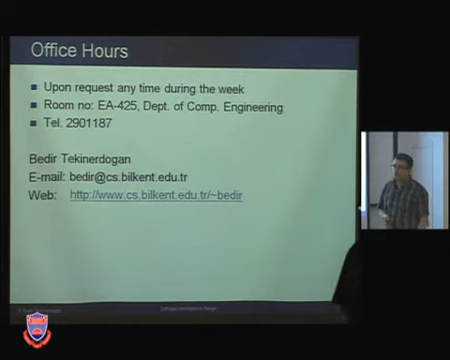 Office Hours
Upon request any time during the week
Room no: EA-425, Dept. of Comp. Engineering
Tel. 2901187
Bedir Tekinerdogan
E-mail: bedir@cs.bilkent.edu.tr
Web: http://www.cs.bilkent.edu.tr/~bedir